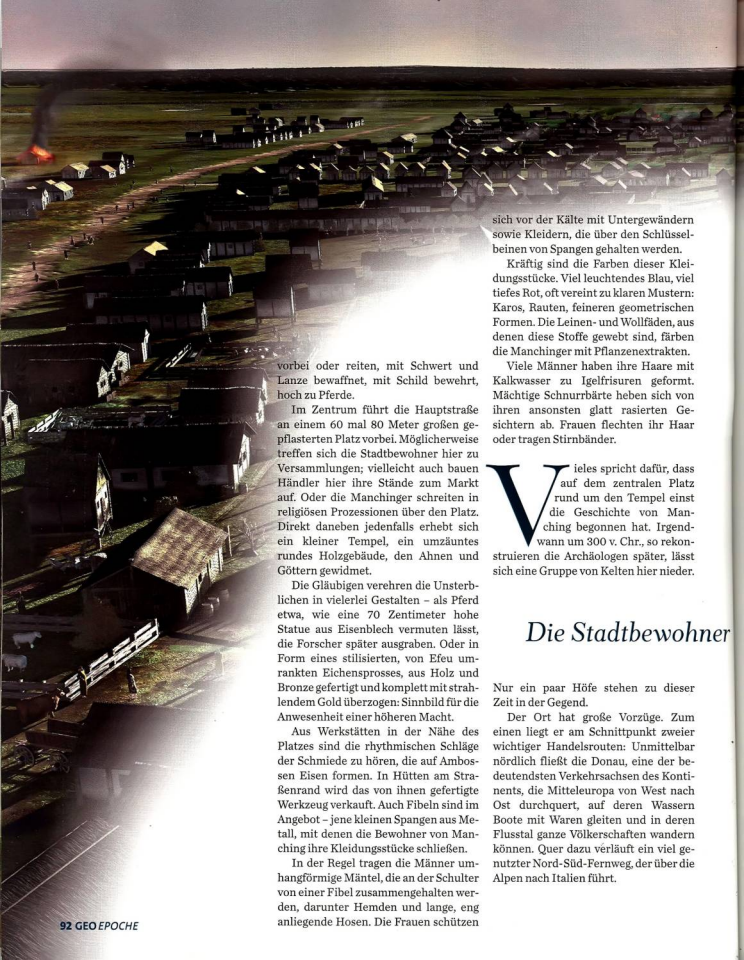 vorbei oder reiten, mit Schwert und
Lanze bewaffnet, mit Schild bewehrt,
hoch zu Pferde.
Im Zentrum führt die Hauptstraße
an einem 60 mal 80 Meter großen ge-
pflasterten Platz vorbei. Möglicherweise
treffen sich die Stadtbewohner hier zu
Versammlungen; vielleicht auch bauen
Händler hier ihre Stände zum Markt
auf. Oder die Manchinger schreiten in
religiösen Prozessionen über den Platz.
Direkt daneben jedenfalls erhebt sich
ein kleiner Tempel, ein umzäuntes
rundes Holzgebäude, den Ahnen und
Göttern gewidmet.
Die Gläubigen verehren die Unsterb-
lichen in vielerlei Gestalten – als Pferd
etwa, wie eine 70 Zentimeter hohe
Statue aus Eisenblech vermuten lässt,
die Forscher später ausgraben. Oder in
Form eines stilisierten, von Efeu um-
rankten Eichensprosses, aus Holz und
Bronze gefertigt und komplett mit strah-
lendem Gold überzogen: Sinnbild für die
Anwesenheit einer höheren Macht.
Aus Werkstätten in der Nähe des
Platzes sind die rhythmischen Schläge
der Schmiede zu hören, die auf Ambos-
sen Eisen formen. In Hütten am Stra-
ßenrand wird das von ihnen gefertigte
Werkzeug verkauft. Auch Fibeln sind im
Angebot – jene kleinen Spangen aus Me-
tall, mit denen die Bewohner von Man-
ching ihre Kleidungsstücke schließen.
In der Regel tragen die Männer um-
hangförmige Mäntel, die an der Schulter
von einer Fibel zusammengehalten wer-
den, darunter Hemden und lange, eng
anliegende Hosen. Die Frauen schützen
sich vor der Kälte mit Untergewändern
sowie Kleidern, die über den Schlüssel-
beinen von Spangen gehalten werden.
Kräftig sind die Farben dieser Klei-
dungsstücke. Viel leuchtendes Blau, viel
tiefes Rot, oft vereint zu klaren Mustern:
Karos, Rauten, feineren geometrischen
Formen. Die Leinen- und Wollfäden, aus
denen diese Stoffe gewebt sind, färben
die Manchinger mit Pflanzenextrakten.
Viele Männer haben ihre Haare mit
Kalkwasser zu Igelfrisuren geformt.
Mächtige Schnurrbärte heben sich von
ihren ansonsten glatt rasierten Ge-
sichtern ab. Frauen flechten ihr Haar
oder tragen Stirnbänder.
Vieles spricht dafür, dass
auf dem zentralen Platz
rund um den Tempel einst
die Geschichte von Man-
ching begonnen hat. Irgend-
wann um 300 v. Chr., so rekon-
struieren die Archäologen später, lässt
sich eine Gruppe von Kelten hier nieder.
Die Stadtbewohner
Nur ein paar Höfe stehen zu dieser
Zeit in der Gegend.
Der Ort hat große Vorzüge. Zum
einen liegt er am Schnittpunkt zweier
wichtiger Handelsrouten: Unmittelbar
nördlich fließt die Donau, eine der be-
deutendsten Verkehrsachsen des Konti-
nents, die Mitteleuropa von West nach
Ost durchquert, auf deren Wassern
Boote mit Waren gleiten und in deren
Flusstal ganze Völkerschaften wandern
können. Quer dazu verläuft ein viel ge-
nutzter Nord-Süd-Fernweg, der über die
Alpen nach Italien führt.
92 GEO EPOCHE